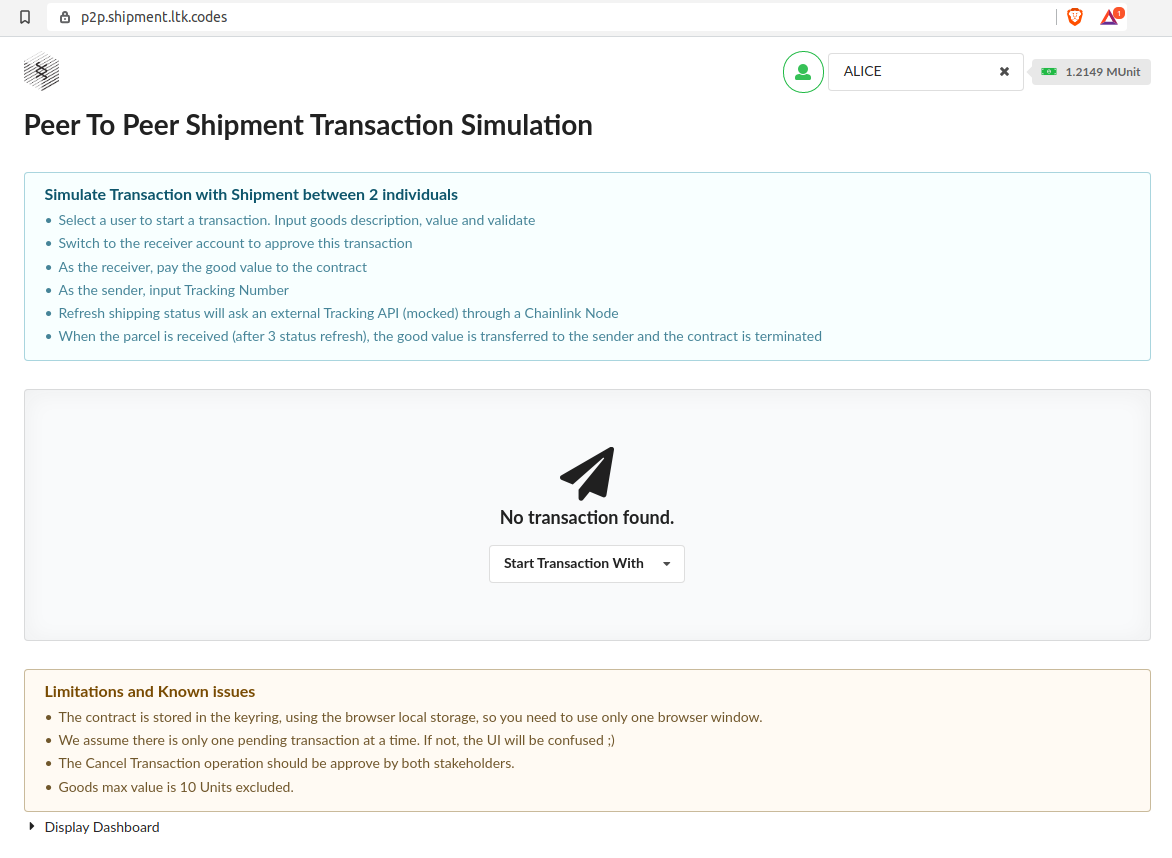 p2p.shipment.ltk.codes
1
ALICE
1.2149 MUnit
Peer To Peer Shipment Transaction Simulation
Simulate Transaction with Shipment between 2 individuals
Select a user to start a transaction. Input goods description, value and validate
Switch to the receiver account to approve this transaction
As the receiver, pay the good value to the contract
As the sender, input Tracking Number
Refresh shipping status will ask an external Tracking API (mocked) through a Chainlink Node
When the parcel is received (after 3 status refresh), the good value is transferred to the sender and the contract is terminated
No transaction found.
Start Transaction With
Limitations and Known issues
The contract is stored in the keyring, using the browser local storage, so you need to use only one browser window.
We assume there is only one pending transaction at a time. If not, the UI will be confused ;)
The Cancel Transaction operation should be approve by both stakeholders.
Goods max value is 10 Units excluded.
Display Dashboard